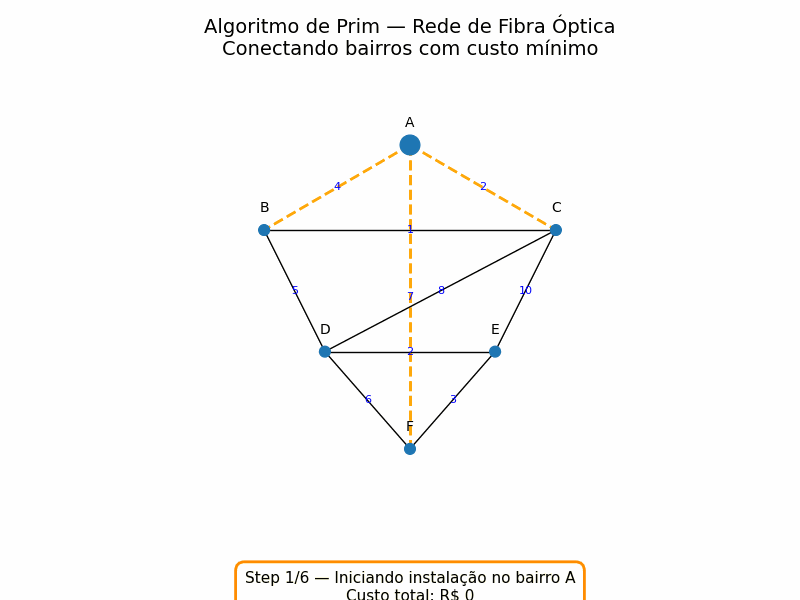 Algoritmo de Prim — Rede de Fibra Óptica
Conectando bairros com custo mínimo
A
4
2
B
C
1
5
7
8
10
D
E
2
6
3
F
Step 1/6 — Iniciando instalação no bairro A
Custo total: R$ 0